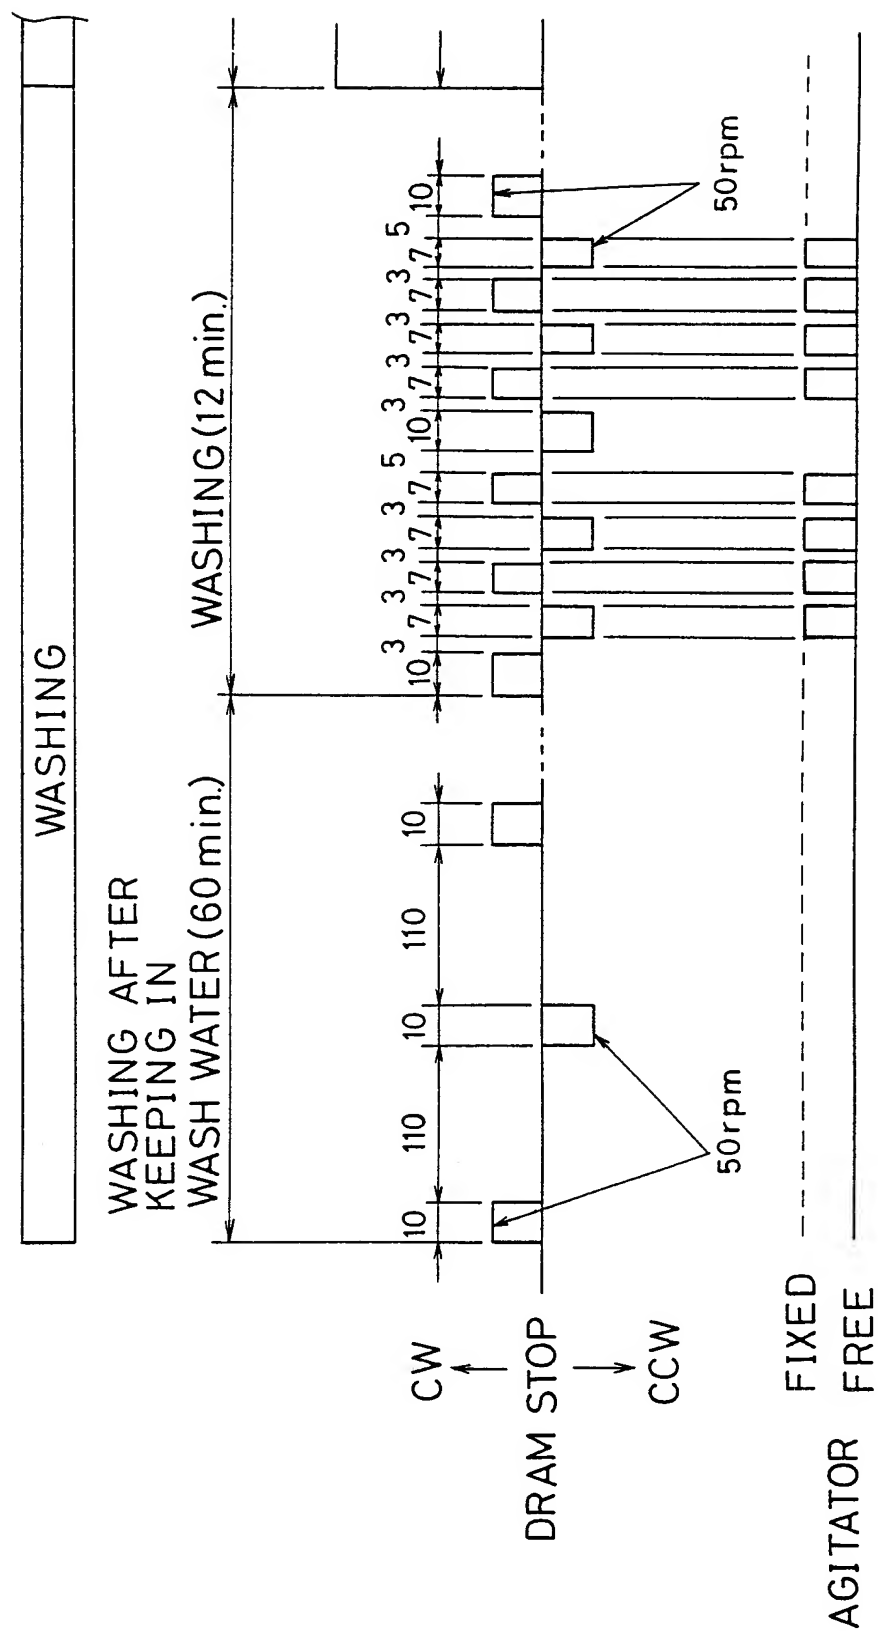 WASHING
WASHING AFTER
KEEPING IN
WASH WATER (60 min.)
WASHING (12 min.)
CW
10 110 10 110 10 10 3 7 3 7 3 7 3 7 5 10 3 7 3 7 3 7 3 7 5 10
DRAM STOP
CCW
50rpm
50rpm
AGITATOR
FIXED
FREE